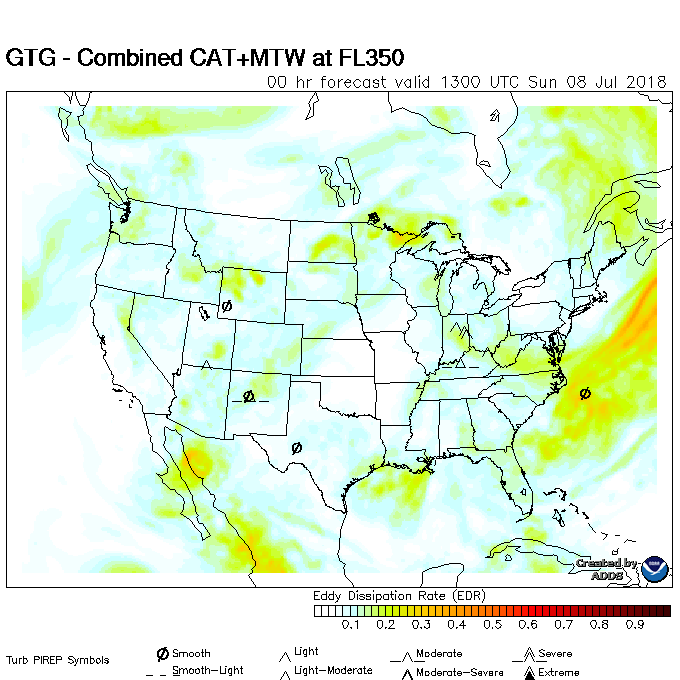 GTG - Combined CAT+MTW at FL350
00 hr forecast valid 1300 UTC Sun 08 Jul 2018
Created by
ADDS
Eddy Dissipation Rate (EDR)
0.1 0.2 0.3 0.4 0.5 0.6 0.7 0.8 0.9
Turb PIREP Symbols
Smooth Light Moderate Severe
Smooth-Light Light-Moderate Moderate-Severe Extreme